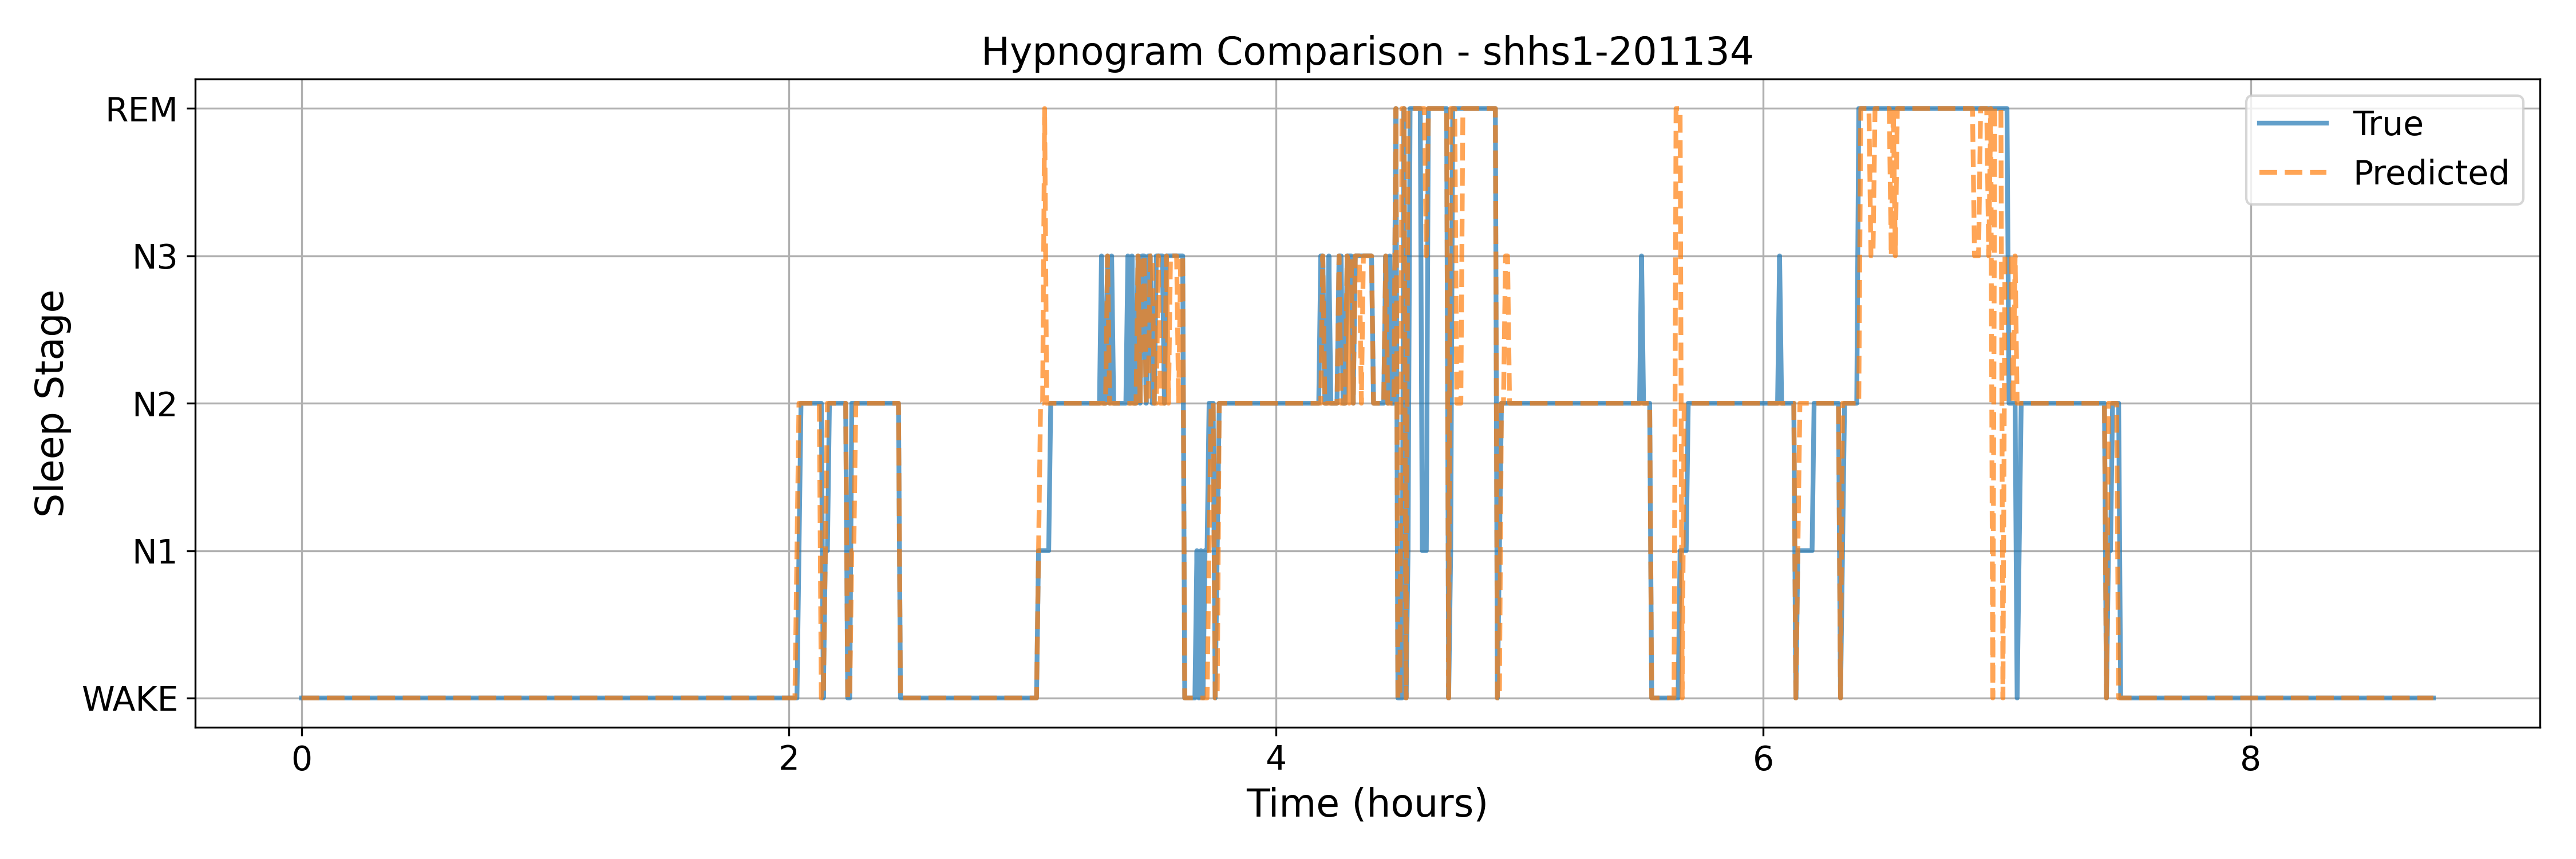 Hypnogram Comparison - shhs1-201134
REM
N3
N2
N1
WAKE
Sleep Stage
0 2 4 6 8
Time (hours)
True
Predicted